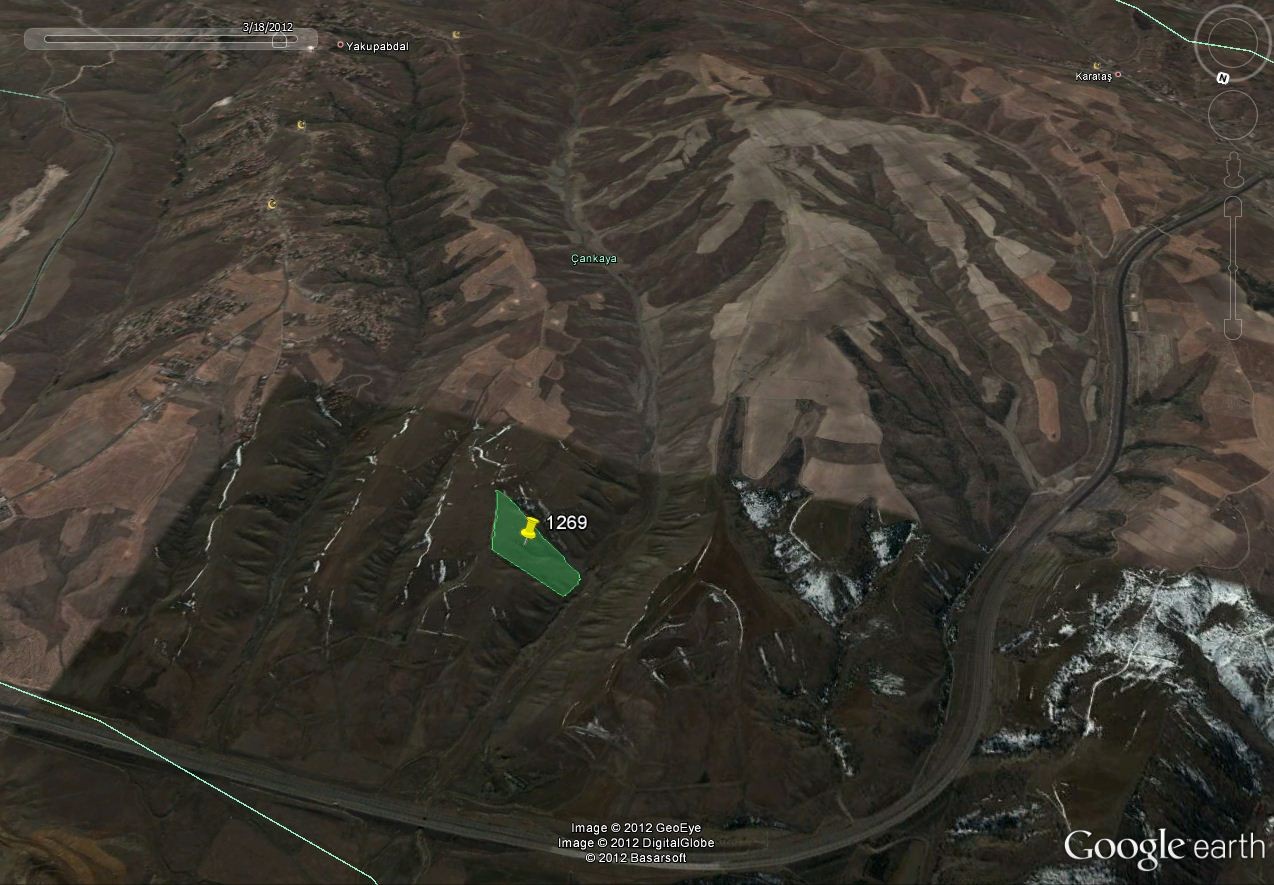 3/18/2012
Yakupabdal
Karataş
N
Çankaya
1269
Image © 2012 GeoEye
Image © 2012 DigitalGlobe
© 2012 Basarsoft
Google earth